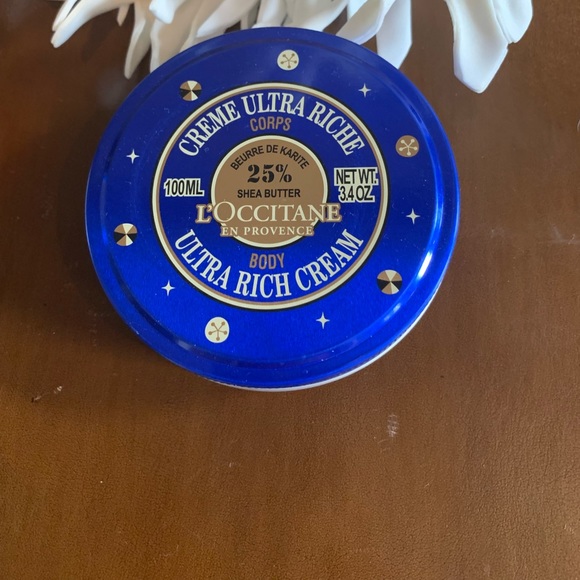 CREME ULTRA RICHE
CORPS
BEURRE DE KARITE
25%
SHEA BUTTER
100ML
NET WT.
3.4 OZ.
L'OCCITANE
EN PROVENCE
BODY
ULTRA RICH CREAM